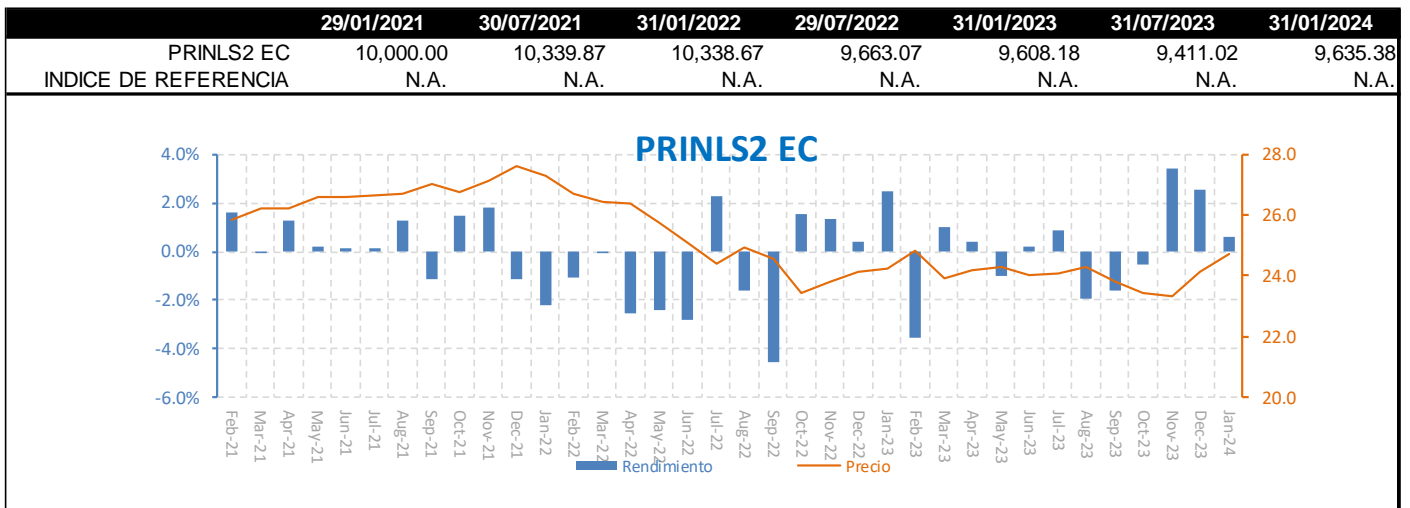 29/01/2021 30/07/2021 31/01/2022 29/07/2022 31/01/2023 31/07/2023 31/01/2024
PRINLS2 EC 10,000.00 10,339.87 10,338.67 9,663.07 9,608.18 9,411.02 9,635.38
INDICE DE REFERENCIA N.A. N.A. N.A. N.A. N.A. N.A. N.A.
PRINLS2 EC
4.0% 28.0
2.0% 26.0
0.0% 24.0
-2.0% 22.0
-4.0% 20.0
-6.0%
Feb-21 Mar-21 Apr-21 May-21 Jun-21 Jul-21 Aug-21 Sep-21 Oct-21 Nov-21 Dec-21 Jan-22 Feb-22 Mar-22 Apr-22 May-22 Jun-22 Jul-22 Aug-22 Sep-22 Oct-22 Nov-22 Dec-22 Jan-23 Feb-23 Mar-23 Apr-23 May-23 Jun-23 Jul-23 Aug-23 Sep-23 Oct-23 Nov-23 Dec-23 Jan-24
Rendimiento Precio